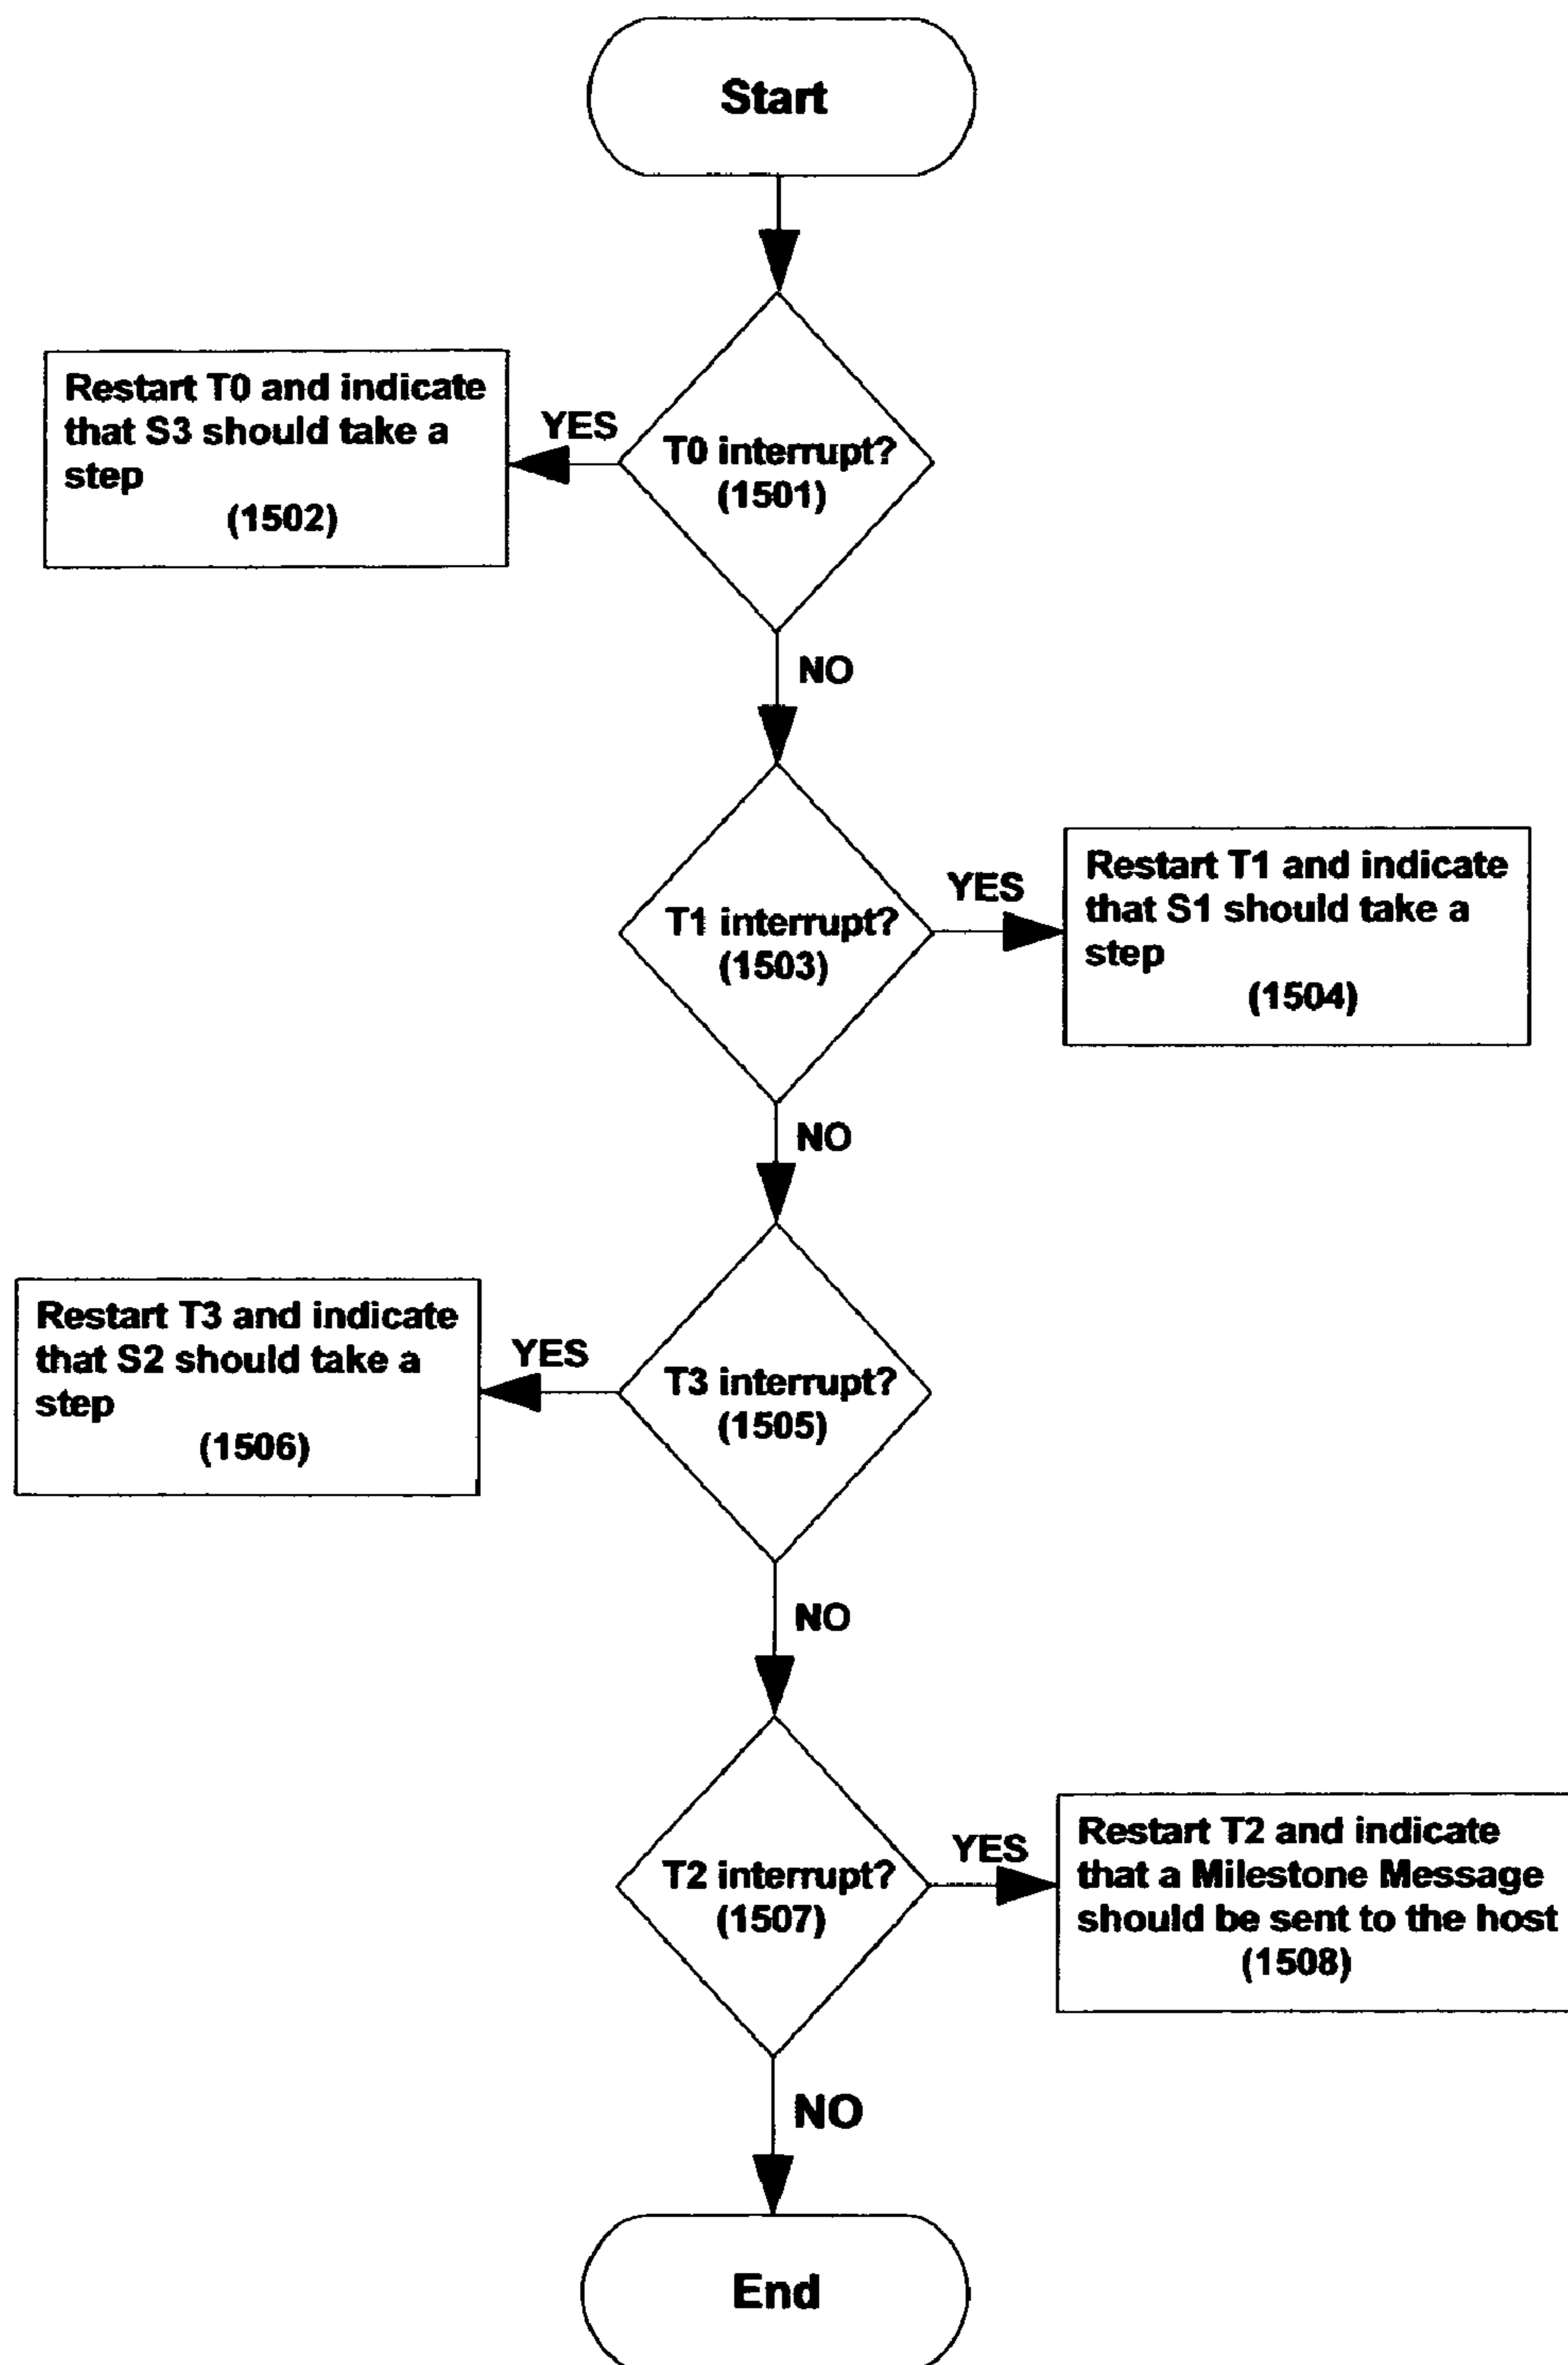 Start
Restart T0 and indicate
that S3 should take a
step
(1502)
YES
T0 interrupt?
(1501)
NO
T1 interrupt?
(1503)
YES
Restart T1 and indicate
that S1 should take a
step
(1504)
NO
Restart T3 and indicate
that S2 should take a
step
(1506)
YES
T3 interrupt?
(1505)
NO
T2 interrupt?
(1507)
YES
Restart T2 and indicate
that a Milestone Message
should be sent to the host
(1508)
NO
End